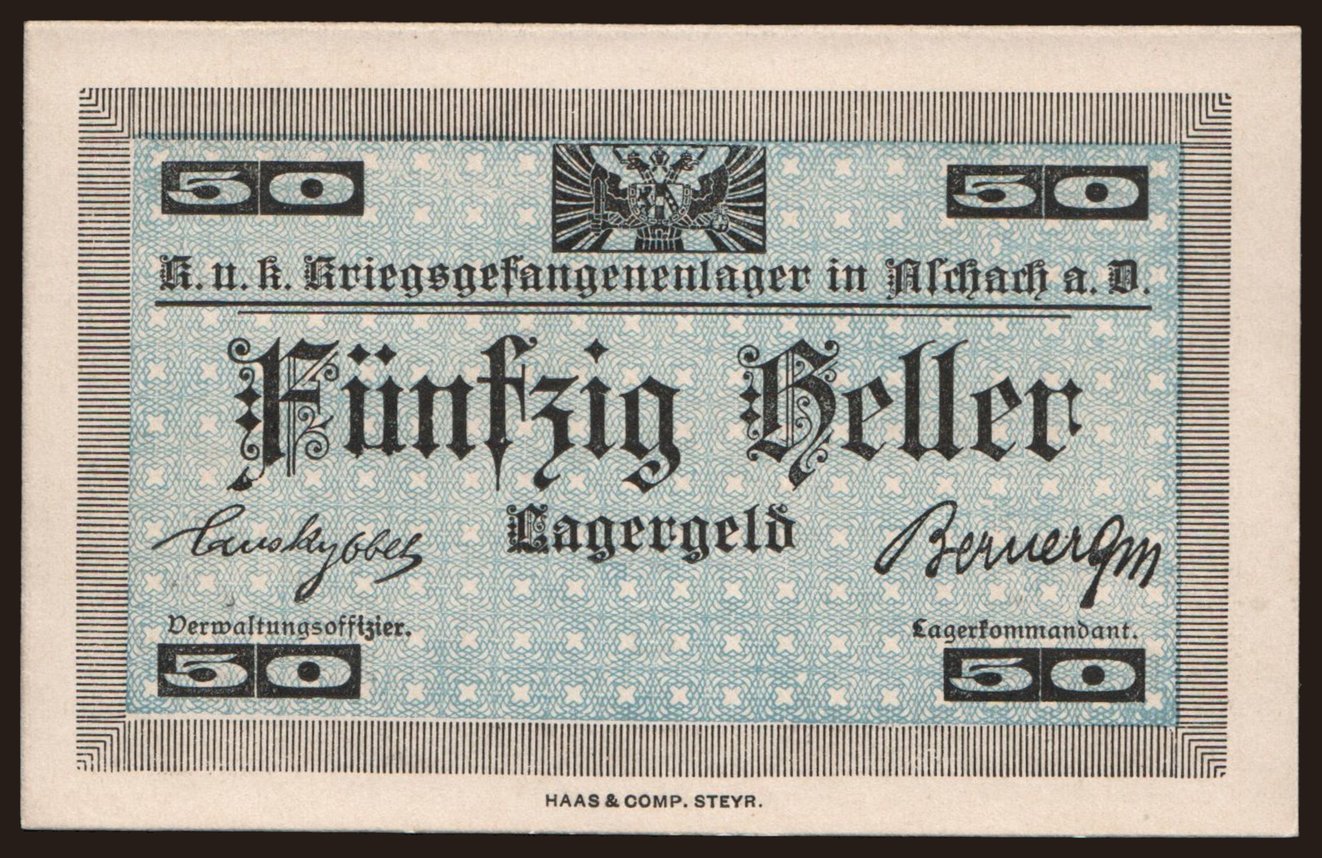 50 50
K. u. k. Kriegsgefangenenlager in Aschach a. D.
Fünfzig Heller
Lagergeld
Verwaltungsoffizier. Lagerkommandant.
50 50
HAAS & COMP. STEYR.